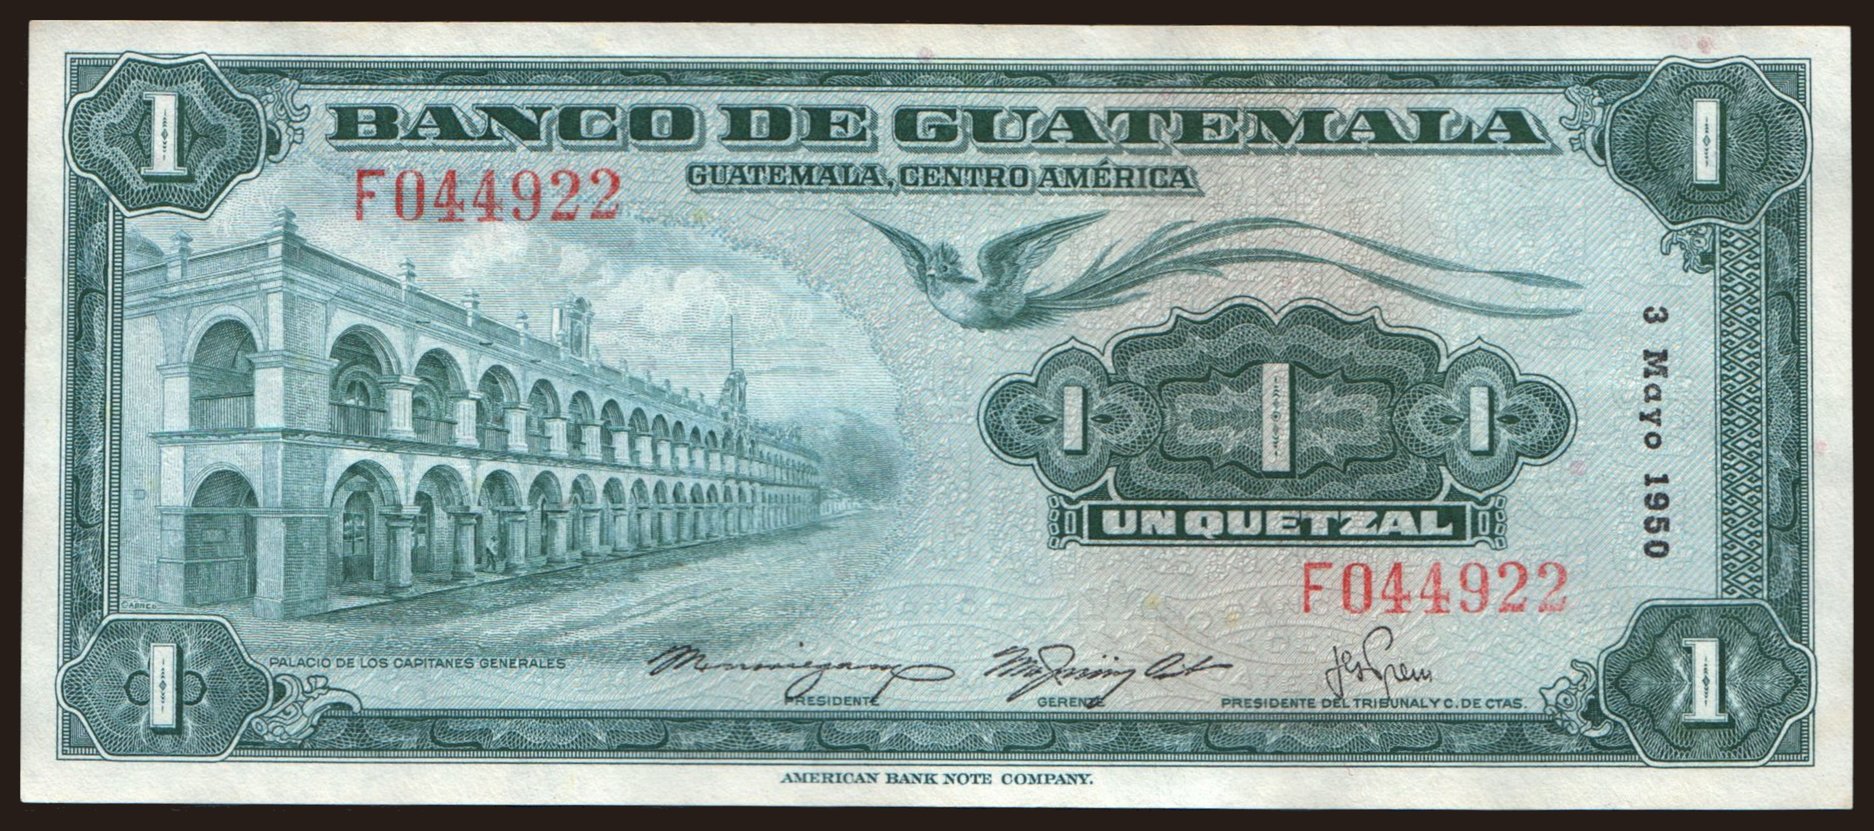 1
1
BANCO DE GUATEMALA
GUATEMALA, CENTRO AMÉRICA
F044922
3 Mayo 1950
1 1 1
UN QUETZAL
F044922
PALACIO DE LOS CAPITANES GENERALES
PRESIDENTE
GERENTE
PRESIDENTE DEL TRIBUNAL Y C. DE CTAS.
1
1
AMERICAN BANK NOTE COMPANY.